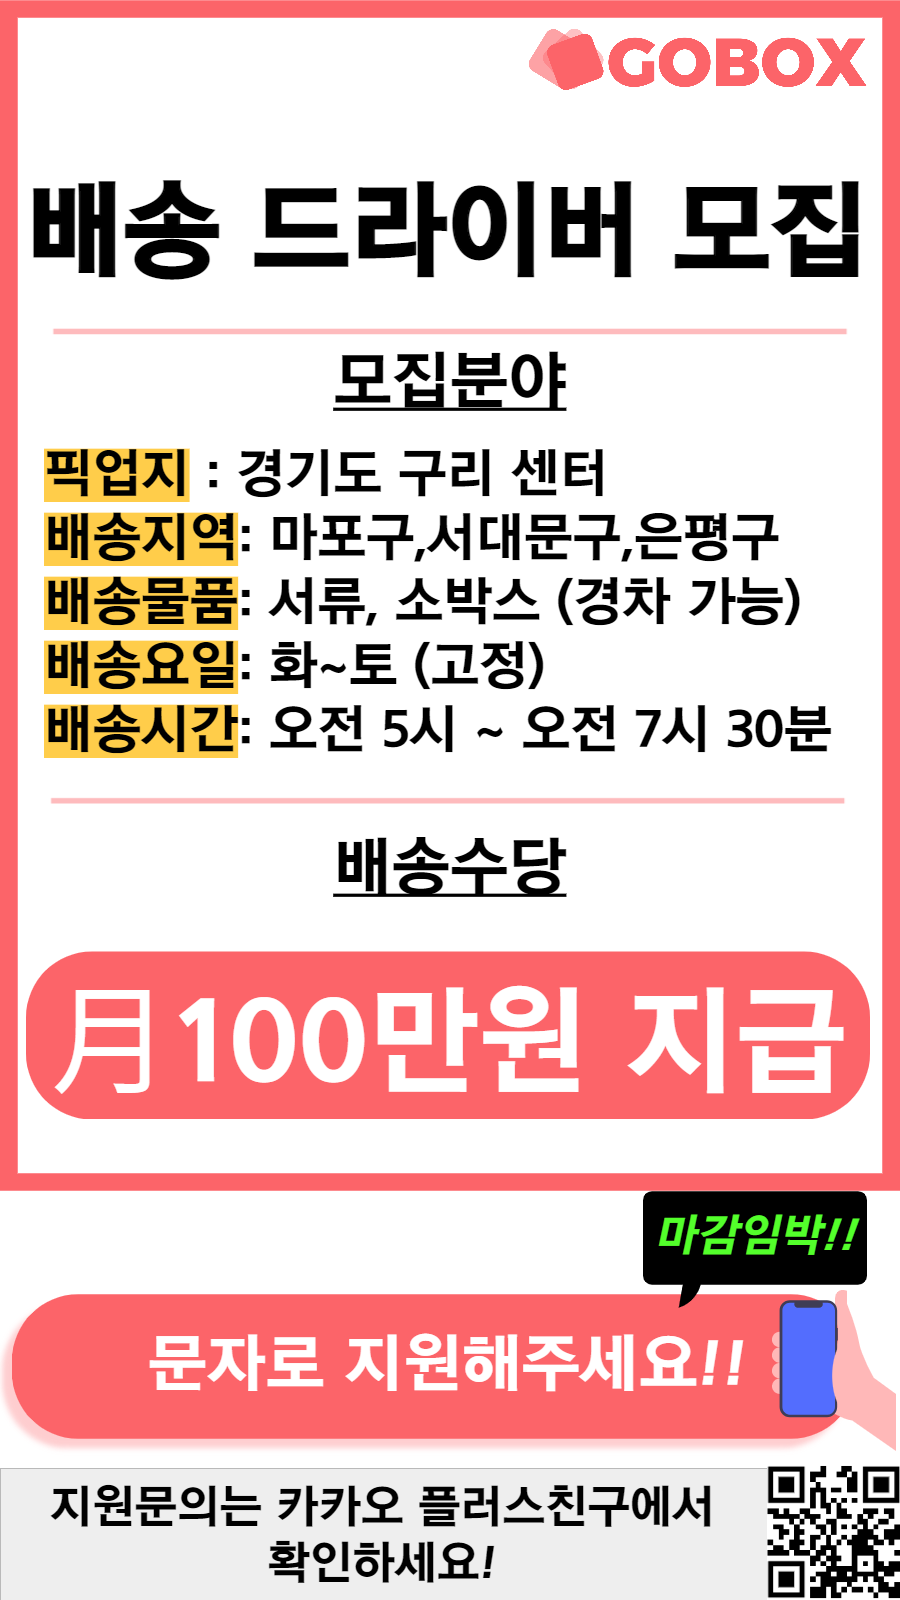 GOBOX
배송 드라이버 모집
모집분야
픽업지 : 경기도 구리 센터
배송지역: 마포구,서대문구,은평구
배송물품: 서류, 소박스 (경차 가능)
배송요일: 화~토 (고정)
배송시간: 오전 5시 ~ 오전 7시 30분
배송수당
月100만원 지급
마감임박!!
문자로 지원해주세요!!
지원문의는 카카오 플러스친구에서
확인하세요!